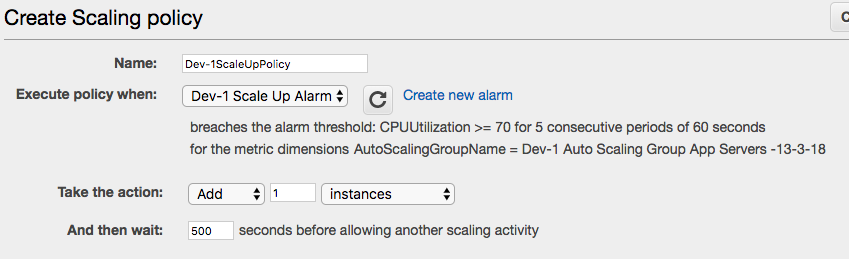 Create Scaling policy
Name: Dev-1ScaleUpPolicy
Execute policy when: Dev-1 Scale Up Alarm Create new alarm
breaches the alarm threshold: CPUUtilization >= 70 for 5 consecutive periods of 60 seconds
for the metric dimensions AutoScalingGroupName = Dev-1 Auto Scaling Group App Servers -13-3-18
Take the action: Add 1 instances
And then wait: 500 seconds before allowing another scaling activity